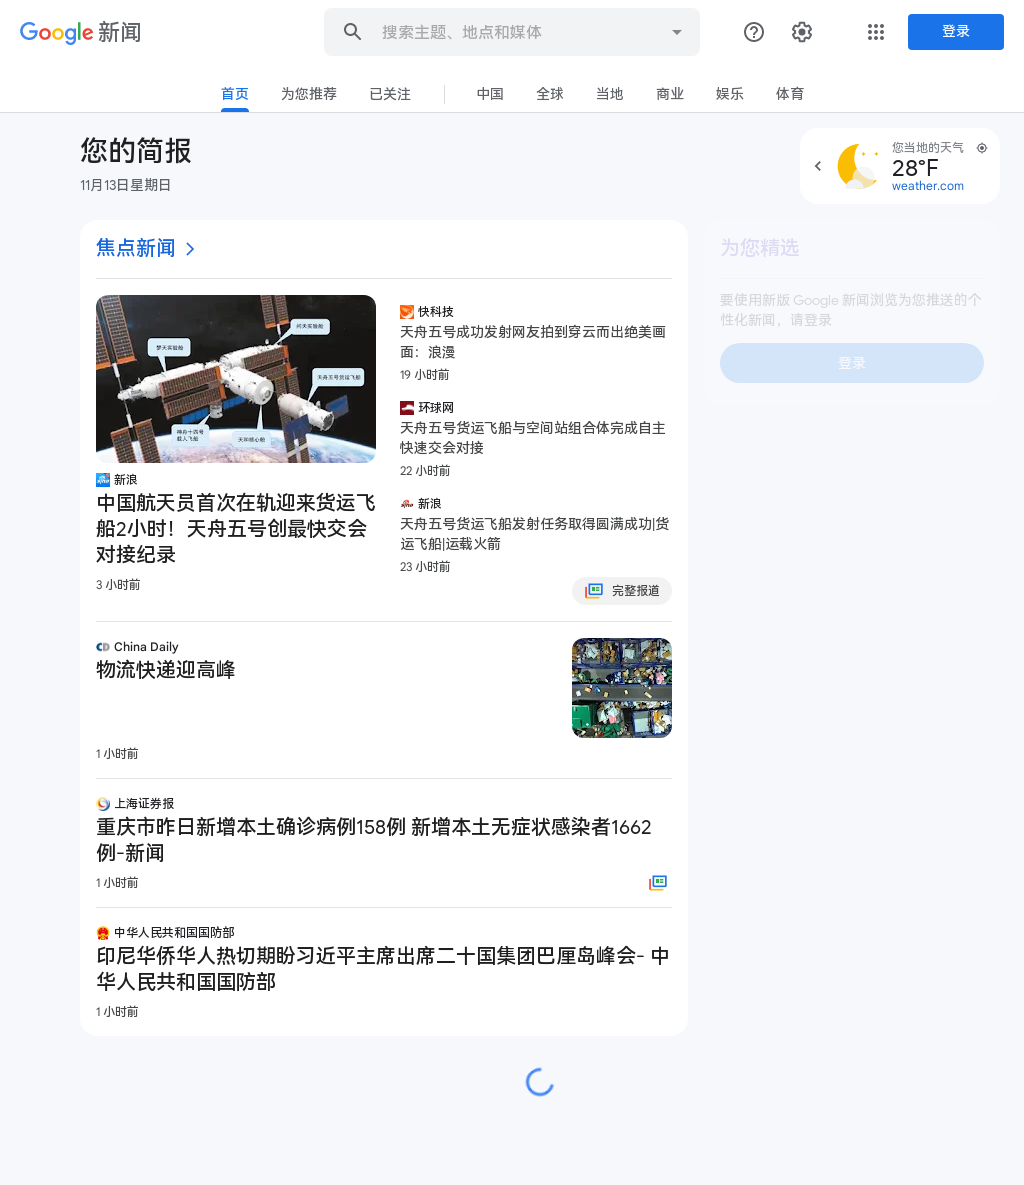 Google 新闻
搜索主题、地点和媒体
登录
首页 为您推荐 已关注 中国 全球 当地 商业 娱乐 体育
您的简报
11月13日星期日
您当地的天气
28°F
weather.com
焦点新闻
梦天实验舱
问天实验舱
天舟五号货运飞船
神舟十四号
载人飞船
天和核心舱
新浪
中国航天员首次在轨迎来货运飞
船2小时！天舟五号创最快交会
对接纪录
3 小时前
快科技
天舟五号成功发射网友拍到穿云而出绝美画
面：浪漫
19 小时前
环球网
天舟五号货运飞船与空间站组合体完成自主
快速交会对接
22 小时前
新浪
天舟五号货运飞船发射任务取得圆满成功|货
运飞船|运载火箭
23 小时前
完整报道
China Daily
物流快递迎高峰
1 小时前
上海证券报
重庆市昨日新增本土确诊病例158例 新增本土无症状感染者1662
例-新闻
1 小时前
中华人民共和国国防部
印尼华侨华人热切期盼习近平主席出席二十国集团巴厘岛峰会- 中
华人民共和国国防部
1 小时前
为您精选
要使用新版 Google 新闻浏览为您推送的个
性化新闻，请登录
登录